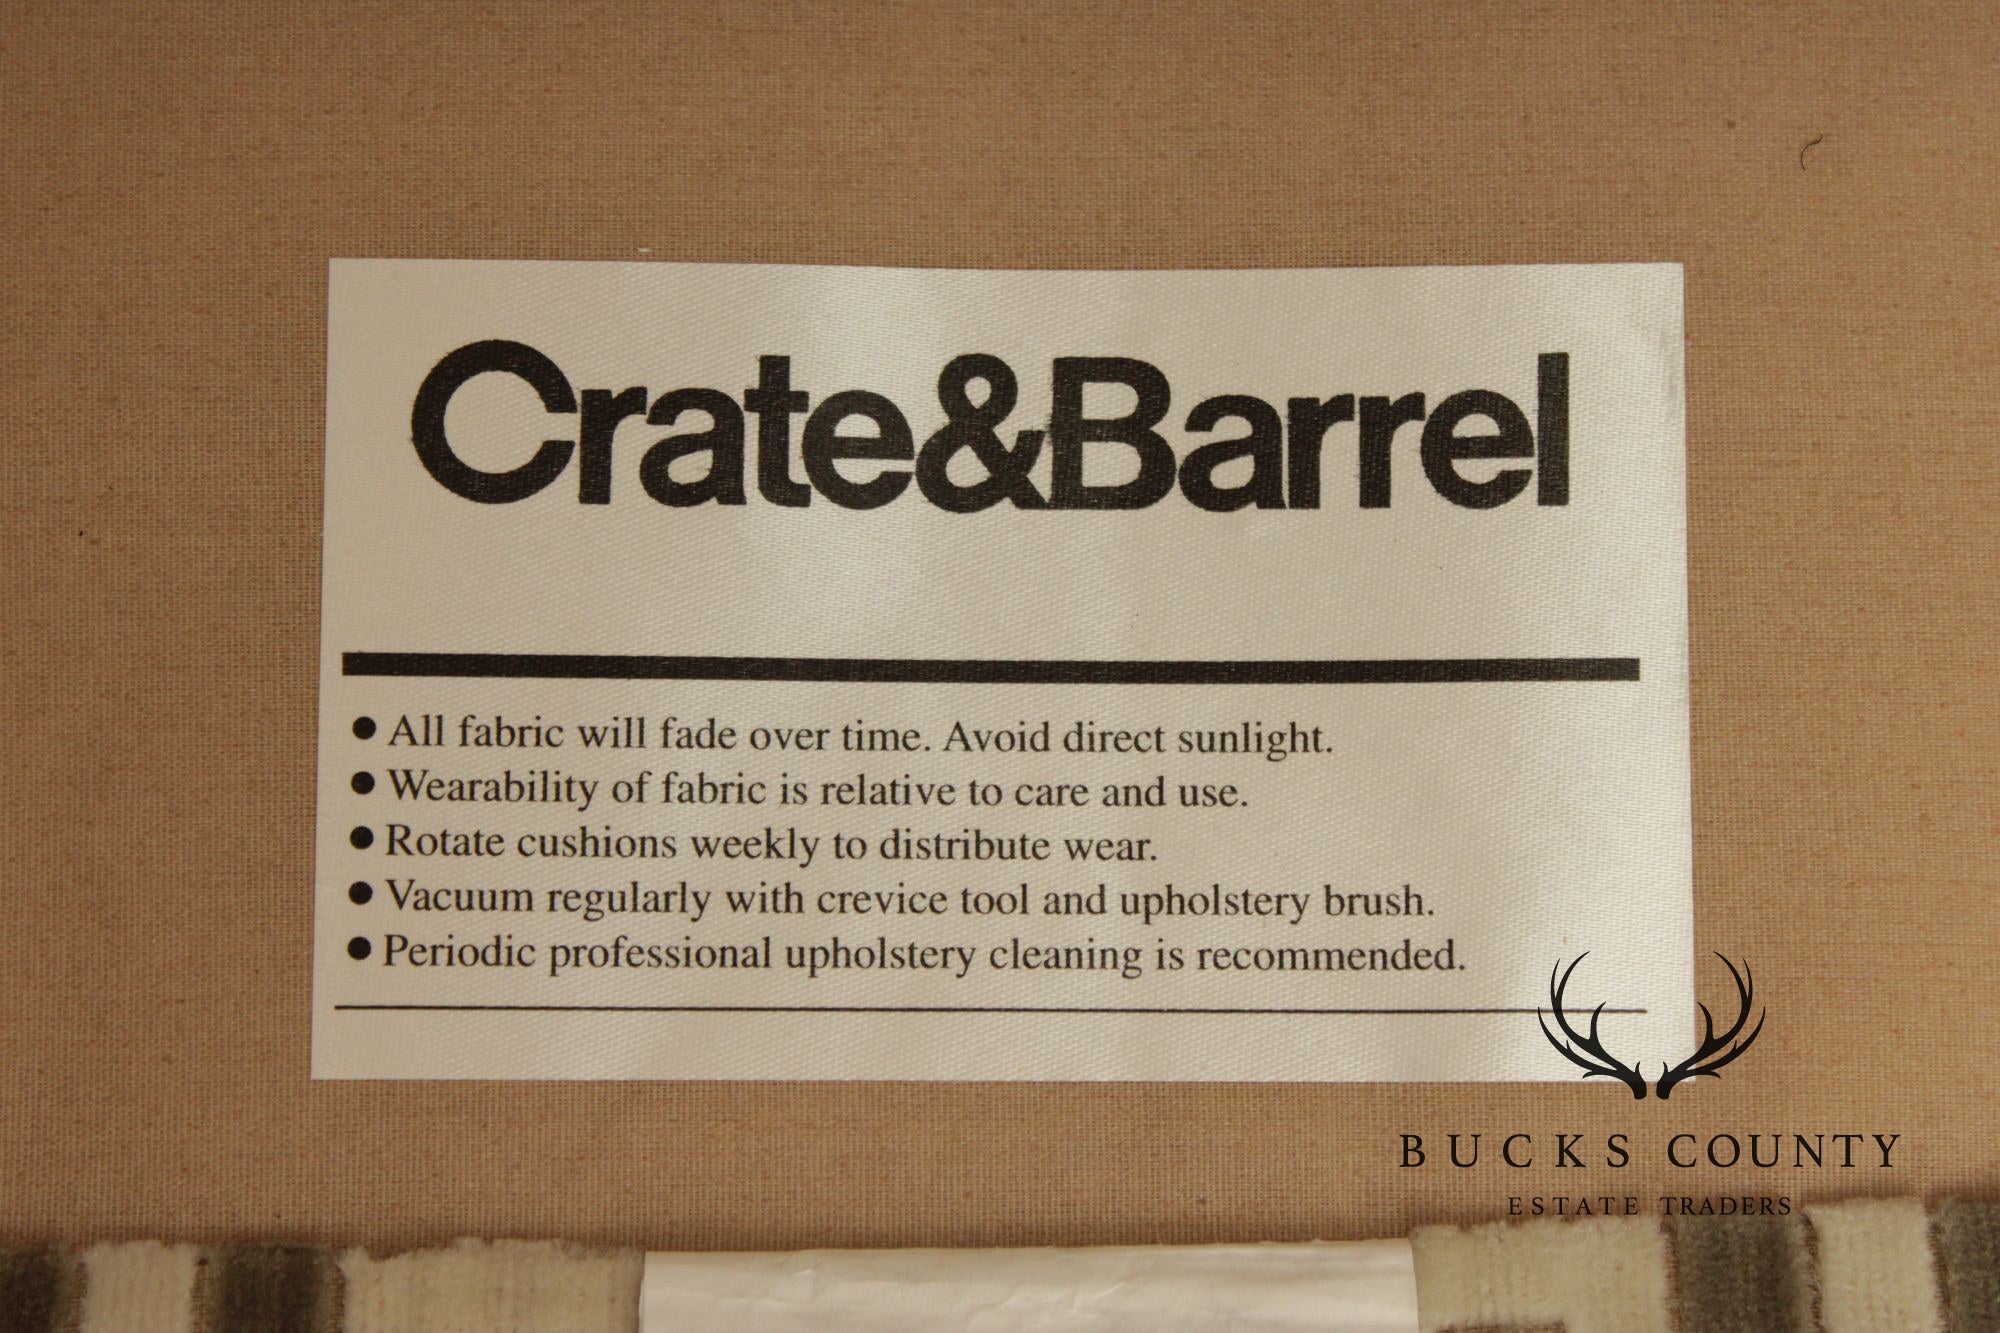 Crate&Barrel
● All fabric will fade over time. Avoid direct sunlight.
● Wearability of fabric is relative to care and use.
● Rotate cushions weekly to distribute wear.
● Vacuum regularly with crevice tool and upholstery brush.
● Periodic professional upholstery cleaning is recommended.
BUCKS COUNTY
ESTATE TRADERS